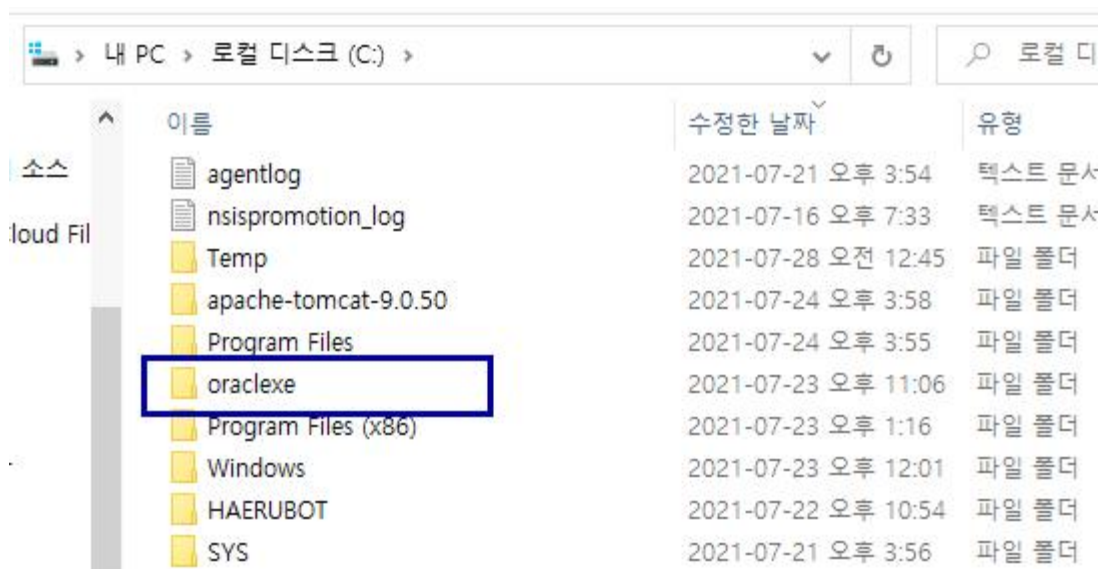 내 PC > 로컬 디스크 (C:) >
로컬 디
이름 수정한 날짜 유형
agentlog 2021-07-21 오후 3:54 텍스트 문서
nsispromotion_log 2021-07-16 오후 7:33 텍스트 문서
Temp 2021-07-28 오전 12:45 파일 폴더
apache-tomcat-9.0.50 2021-07-24 오후 3:58 파일 폴더
Program Files 2021-07-24 오후 3:55 파일 폴더
oraclexe 2021-07-23 오후 11:06 파일 폴더
Program Files (x86) 2021-07-23 오후 1:16 파일 폴더
Windows 2021-07-23 오후 12:01 파일 폴더
HAERUBOT 2021-07-22 오후 10:54 파일 폴더
SYS 2021-07-21 오후 3:56 파일 폴더
소스
loud Fil